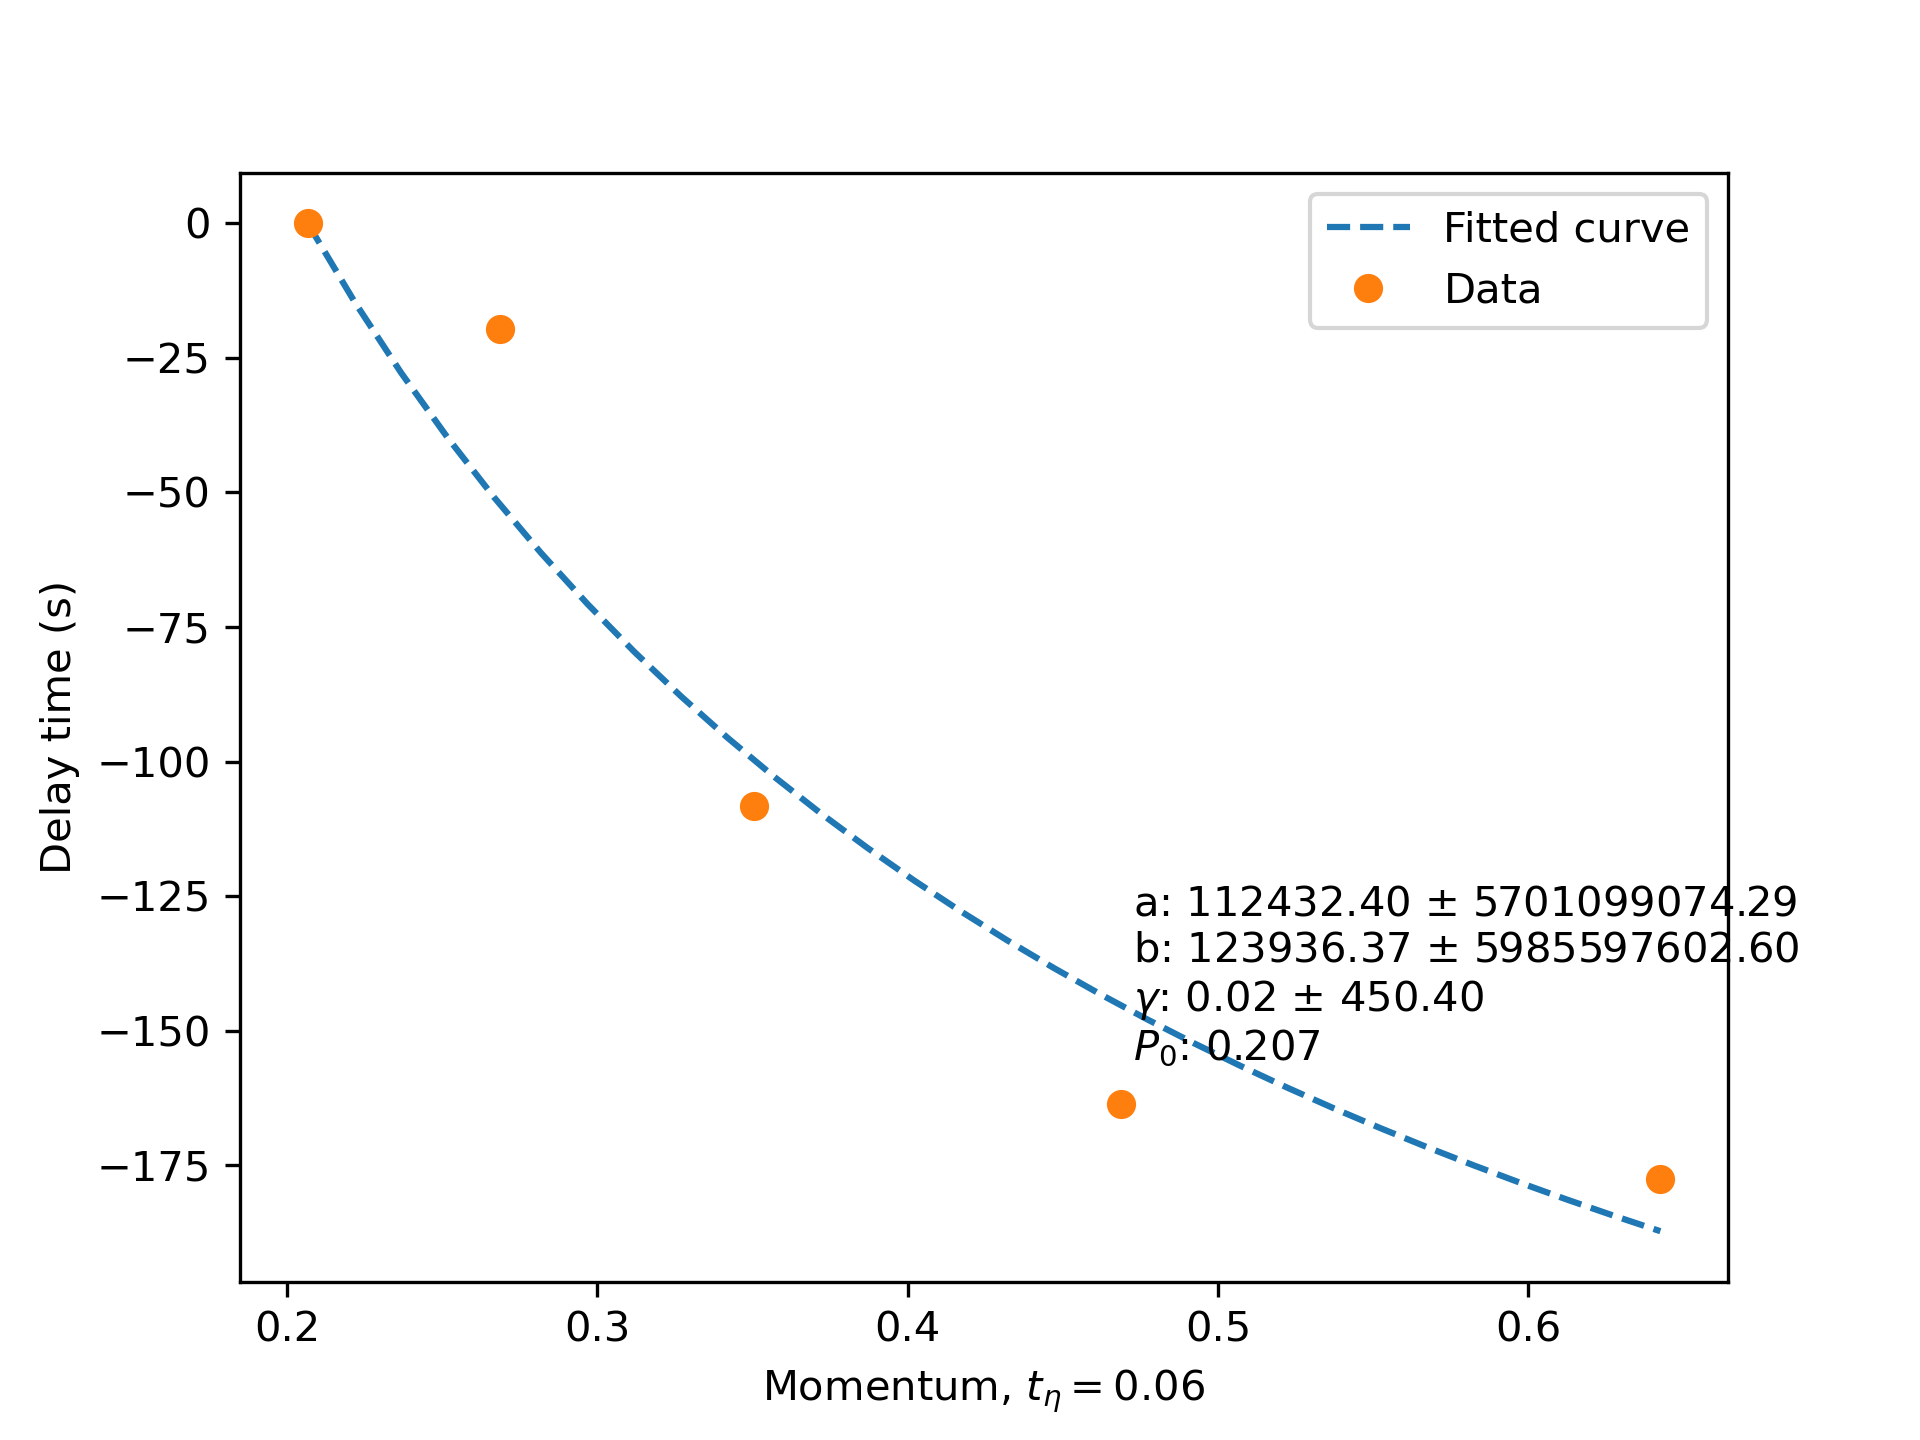 Fitted curve
Data
0
−25
−50
−75
−100
−125
−150
−175
Delay time (s)
a: 112432.40 ± 5701099074.29
b: 123936.37 ± 5985597602.60
γ: 0.02 ± 450.40
P₀: 0.207
0.2 0.3 0.4 0.5 0.6
Momentum, tη = 0.06